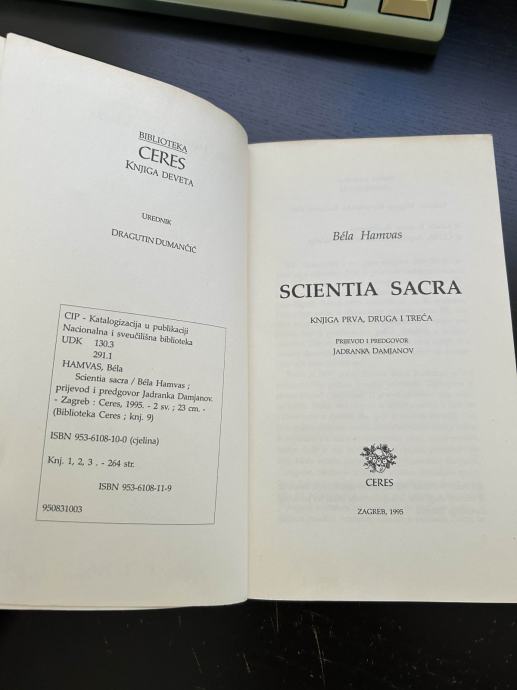 BIBLIOTEKA
CERES
KNJIGA DEVETA
UREDNIK
DRAGUTIN DUMANČIĆ
CIP - Katalogizacija u publikaciji
Nacionalna i sveučilišna biblioteka
UDK 130.3
291.1
HAMVAS, Béla
Scientia sacra / Béla Hamvas ;
prijevod i predgovor Jadranka Damjanov.
- Zagreb : Ceres, 1995. - 2 sv. ; 23 cm. -
(Biblioteka Ceres ; knj. 9)
ISBN 953-6108-10-0 (cjelina)
Knj. 1, 2, 3 . - 264 str.
ISBN 953-6108-11-9
950831003
Béla Hamvas
SCIENTIA SACRA
KNJIGA PRVA, DRUGA I TREĆA
PRIJEVOD I PREDGOVOR
JADRANKA DAMJANOV
CERES
ZAGREB, 1995